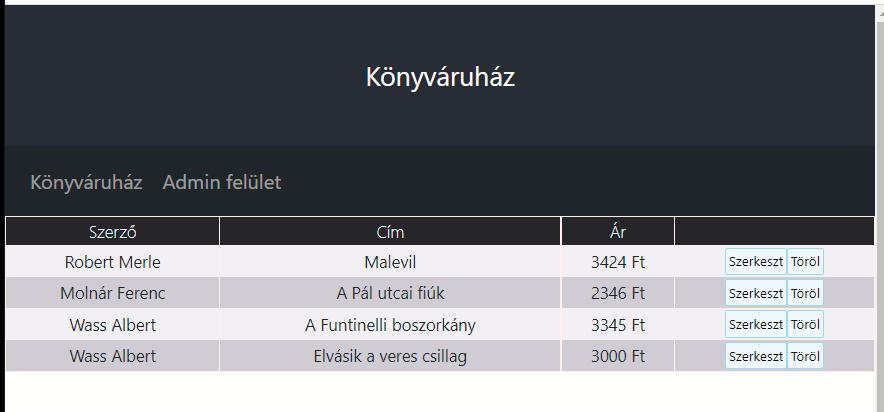 Könyváruház
Könyváruház Admin felület
Szerző Cím Ár
Robert Merle Malevil 3424 Ft Szerkeszt Töröl
Molnár Ferenc A Pál utcai fiúk 2346 Ft Szerkeszt Töröl
Wass Albert A Funtinelli boszorkány 3345 Ft Szerkeszt Töröl
Wass Albert Elvásik a veres csillag 3000 Ft Szerkeszt Töröl